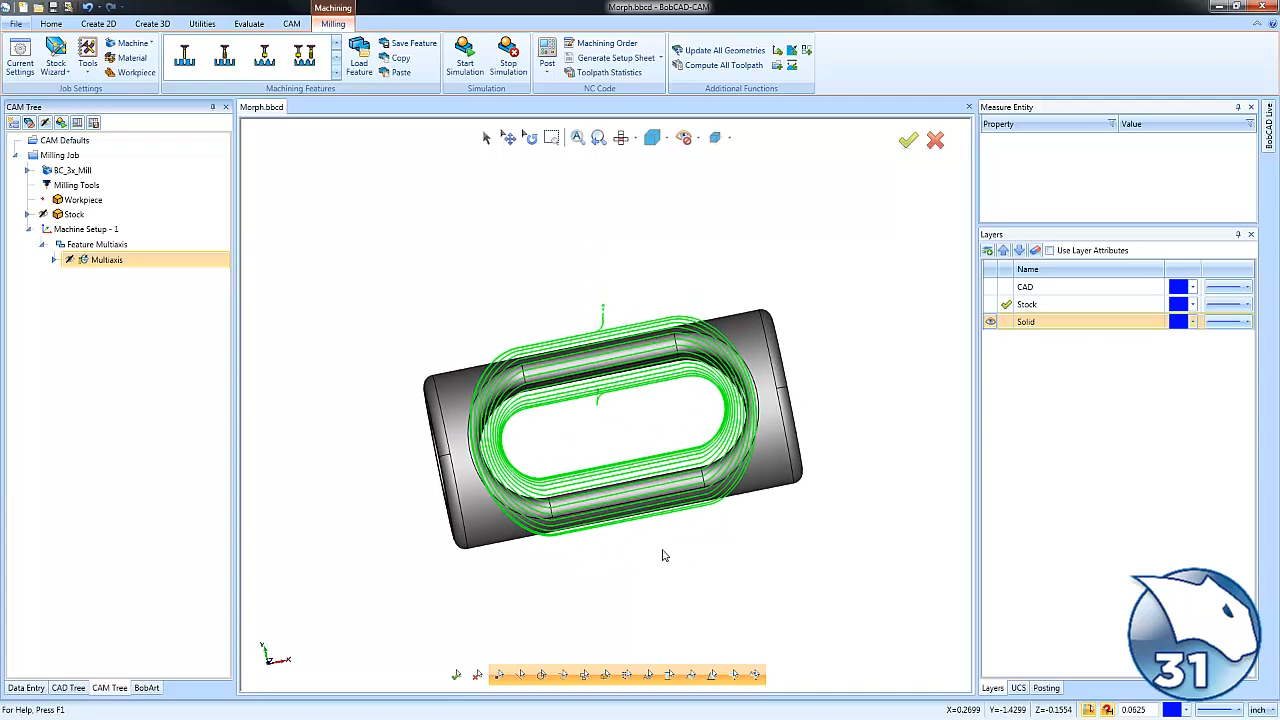 Morph.bbcd - BobCAD-CAM
Machining
File Home Create 2D Create 3D Utilities Evaluate CAM Milling
Current Settings
Stock Wizard
Tools
Machine
Material
Workpiece
Job Settings
Machining Features
Load Feature
Save Feature
Copy
Paste
Start Simulation
Stop Simulation
Simulation
Post
Machining Order
Generate Setup Sheet
Toolpath Statistics
NC Code
Update All Geometries
Compute All Toolpath
Additional Functions
CAM Tree
CAM Defaults
Milling Job
BC_3x_Mill
Milling Tools
Workpiece
Stock
Machine Setup - 1
Feature Multiaxis
Multiaxis
Data Entry CAD Tree CAM Tree BobArt
Morph.bbcd
Y
X
Measure Entity
Property Value
BobCAD Live
Layers
Use Layer Attributes
Name
CAD
Stock
Solid
31
Layers UCS Posting
For Help, Press F1
X=0.2699 Y=-1.4299 Z=-0.1554 0.0625 inch